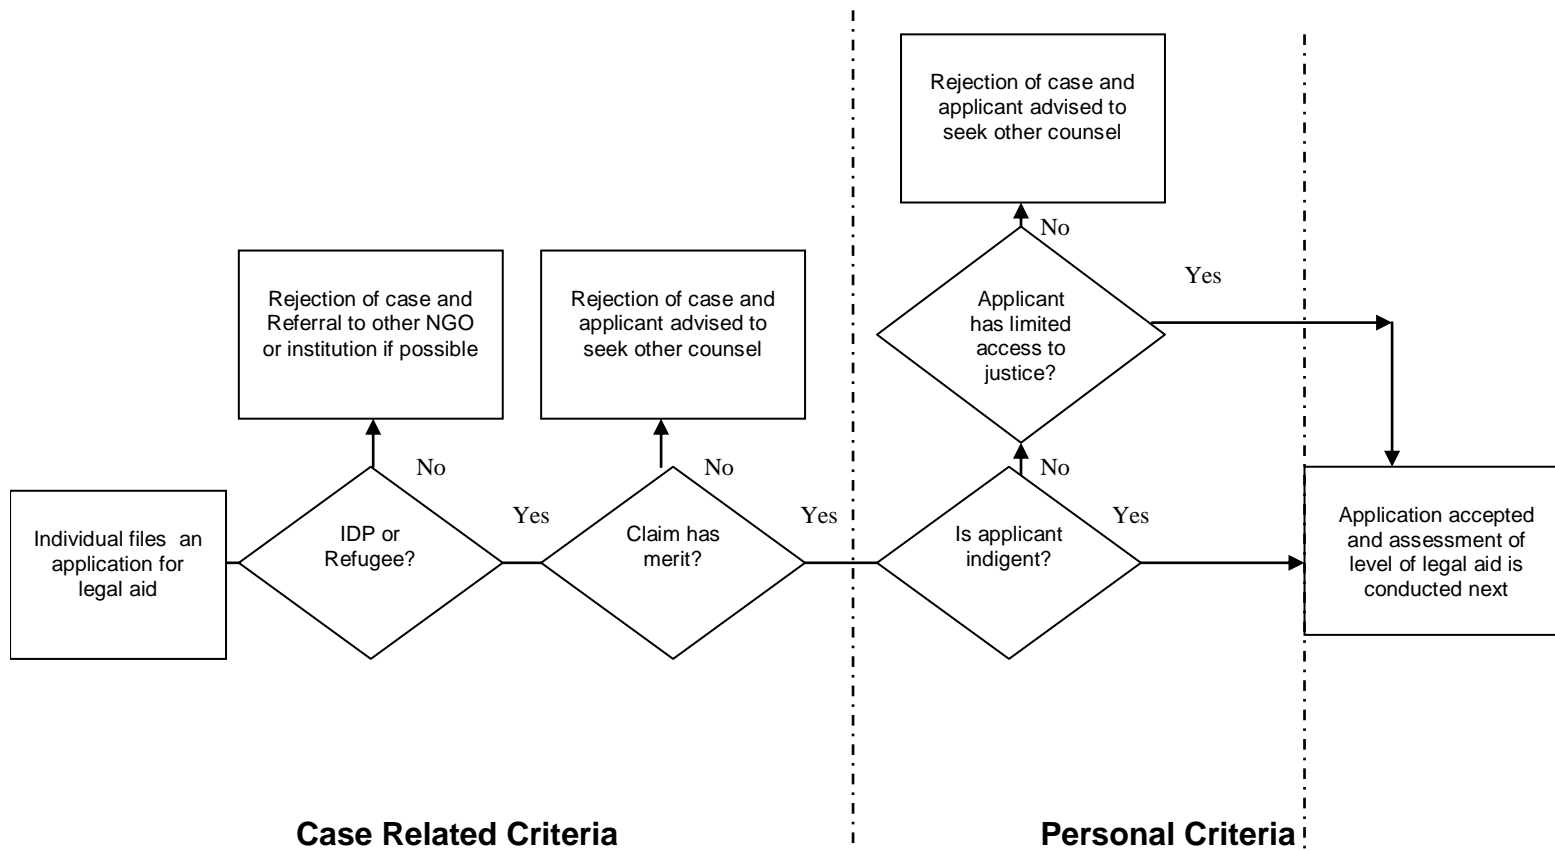 Individual files an
application for
legal aid
IDP or
Refugee?
No
Rejection of case and
Referral to other NGO
or institution if possible
Yes
Claim has
merit?
No
Rejection of case and
applicant advised to
seek other counsel
Yes
Is applicant
indigent?
No
Applicant
has limited
access to
justice?
No
Rejection of case and
applicant advised to
seek other counsel
Yes
Yes
Application accepted
and assessment of
level of legal aid is
conducted next
Case Related Criteria
Personal Criteria